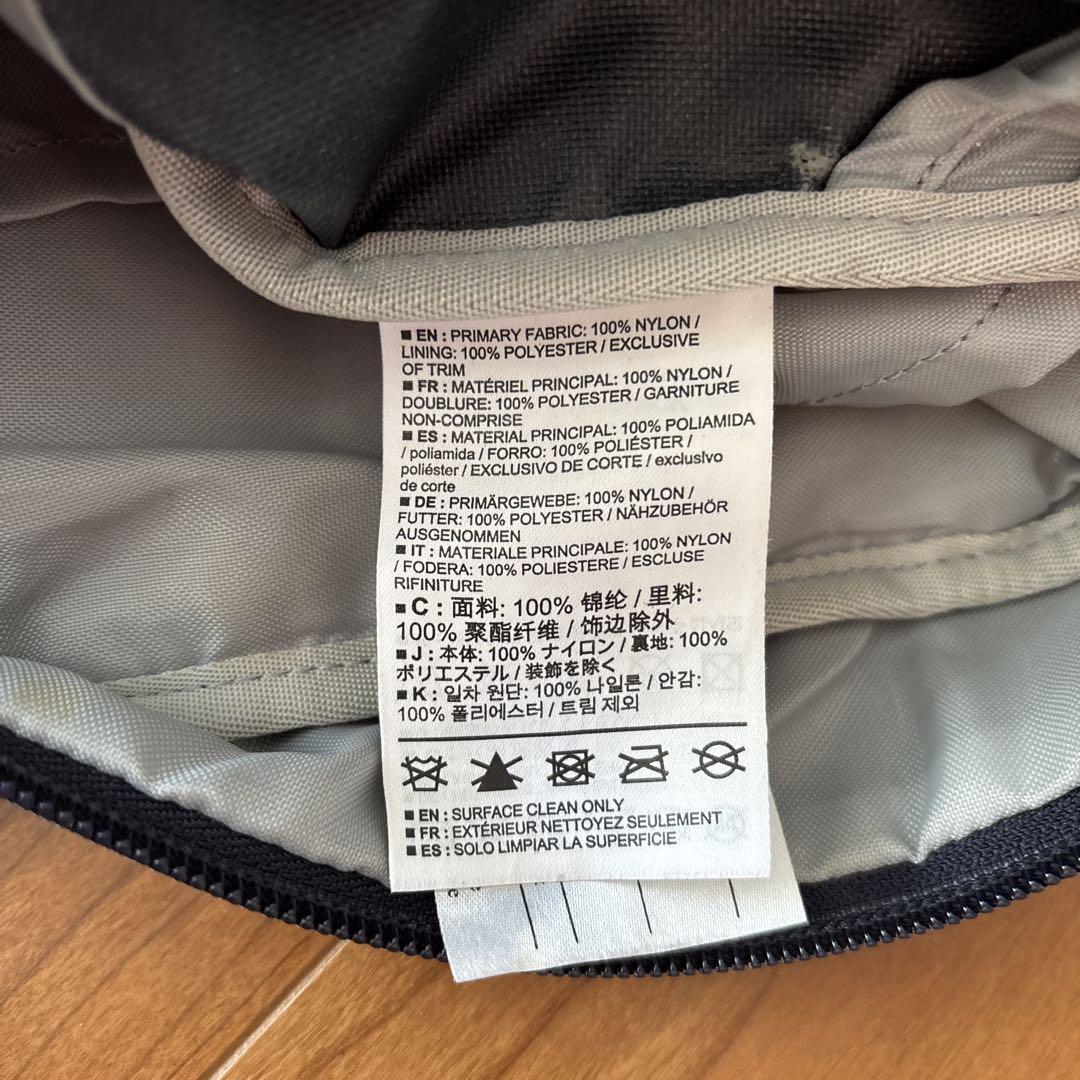 ■ EN : PRIMARY FABRIC: 100% NYLON /
LINING: 100% POLYESTER / EXCLUSIVE
OF TRIM
■ FR : MATÉRIEL PRINCIPAL: 100% NYLON /
DOUBLURE: 100% POLYESTER / GARNITURE
NON-COMPRISE
■ ES : MATERIAL PRINCIPAL: 100% POLIAMIDA
/ poliamida / FORRO: 100% POLIÉSTER /
poliéster / EXCLUSIVO DE CORTE / exclusivo
de corte
■ DE : PRIMÄRGEWEBE: 100% NYLON /
FUTTER: 100% POLYESTER / NÄHZUBEHÖR
AUSGENOMMEN
■ IT : MATERIALE PRINCIPALE: 100% NYLON
/ FODERA: 100% POLIESTERE / ESCLUSE
RIFINITURE
■ C : 面料: 100% 锦纶 / 里料:
100% 聚酯纤维 / 饰边除外
■ J : 本体: 100% ナイロン / 裏地: 100%
ポリエステル / 装飾を除く
■ K : 일차 원단: 100% 나일론 / 안감:
100% 폴리에스터 / 트림 제외
■ EN : SURFACE CLEAN ONLY
■ FR : EXTÉRIEUR NETTOYEZ SEULEMENT
■ ES : SOLO LIMPIAR LA SUPERFICIE